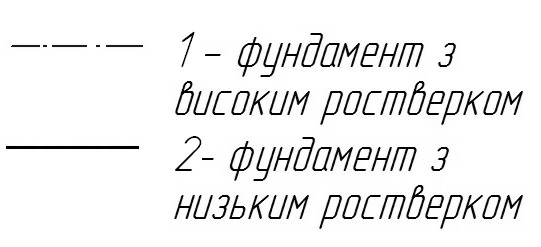 1 – фундамент з
високим ростверком
2- фундамент з
низьким ростверком